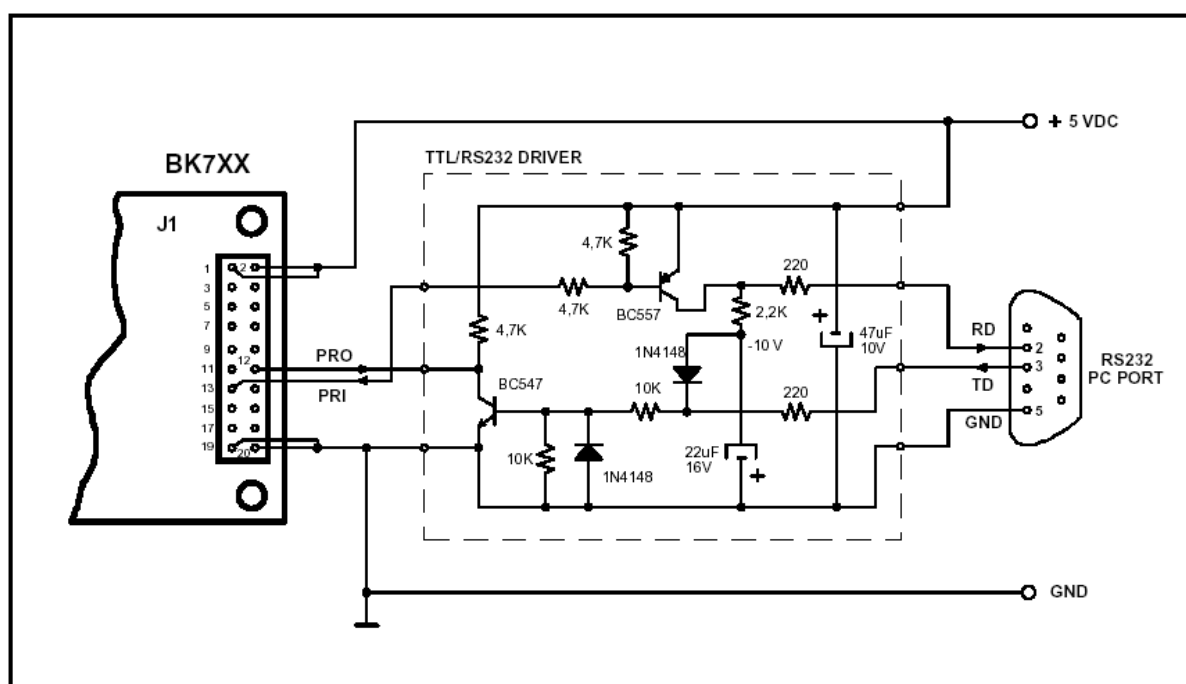 + 5 VDC
BK7XX
TTL/RS232 DRIVER
J1
4,7K
1
2
220
3
4,7K
BC557
2,2K
5
+
47uF
10V
RD
7
4,7K
-10 V
2
RS232
PC PORT
9
1N4148
3
12
PRO
TD
11
BC547
10K
PRI
13
220
GND
5
15
17
22uF
16V
19
20
10K
1N4148
+
GND